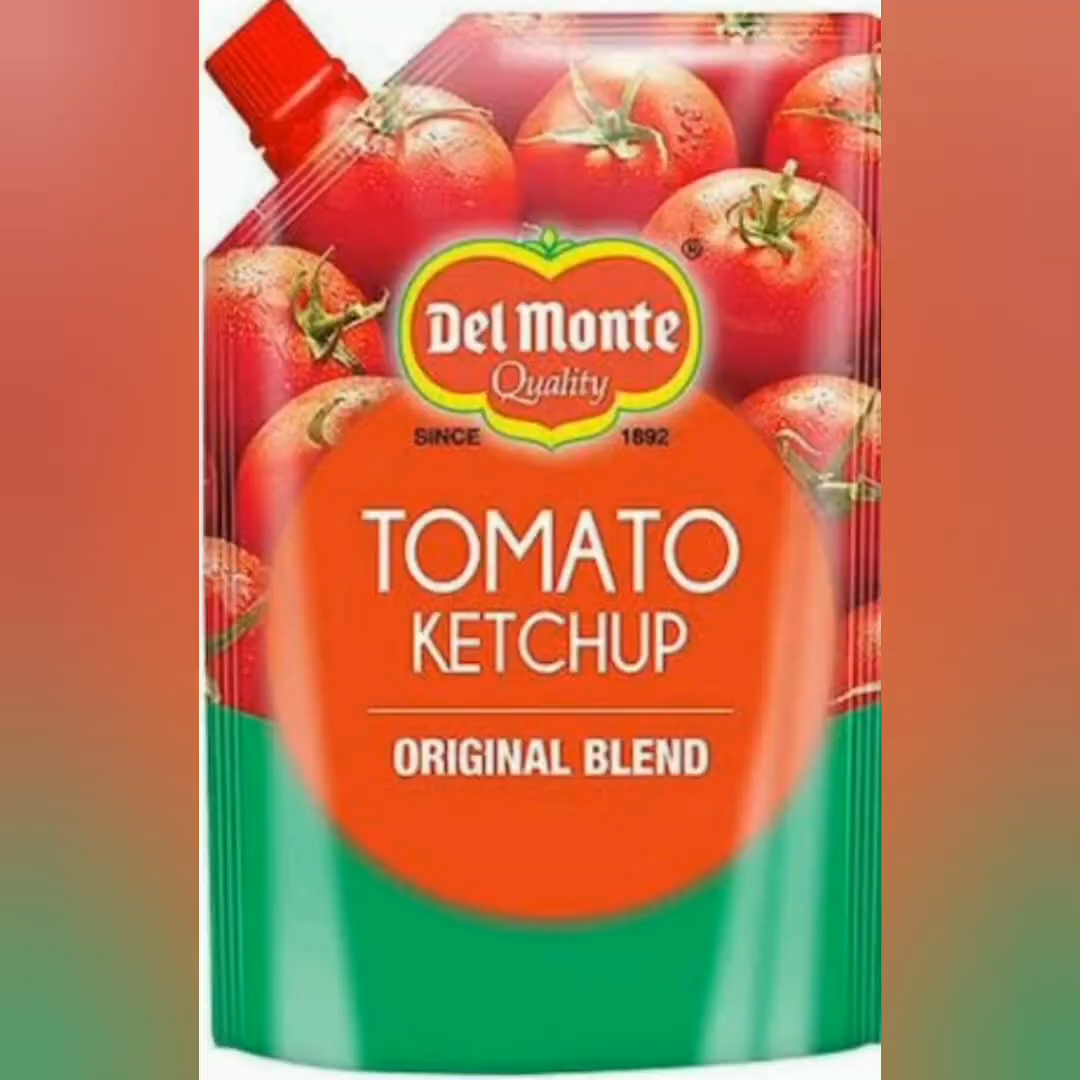 Del Monte
®
Quality
SINCE 1892
TOMATO
KETCHUP
ORIGINAL BLEND